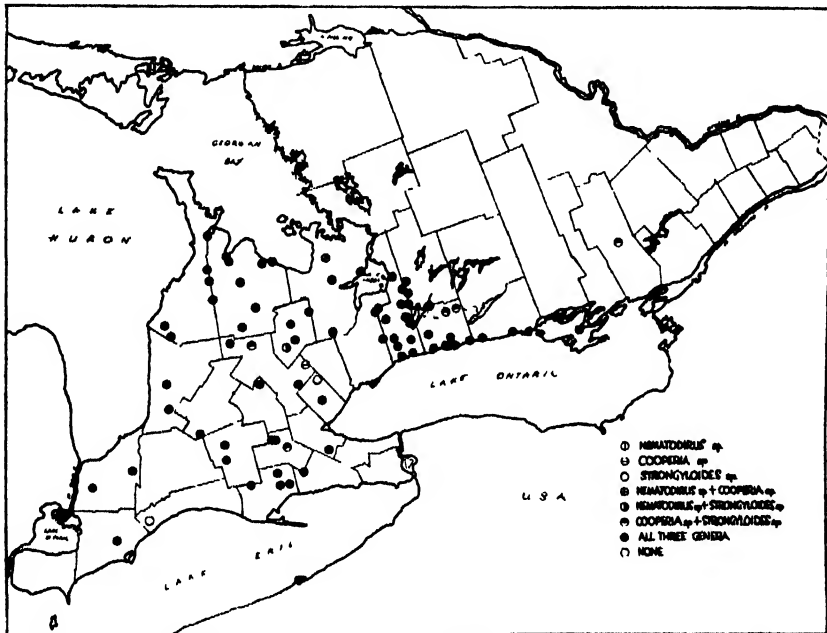 GEORGIAN
BAY
LAKE
HURON
LAKE ONTARIO
LAKE ERIE
USA
NEMATODIRUS sp.
COOPERIA sp.
STRONGYLOIDES sp.
NEMATODIRUS sp + COOPERIA sp.
NEMATODIRUS sp + STRONGYLOIDES sp.
COOPERIA sp + STRONGYLOIDES sp.
ALL THREE GENERA
NONE